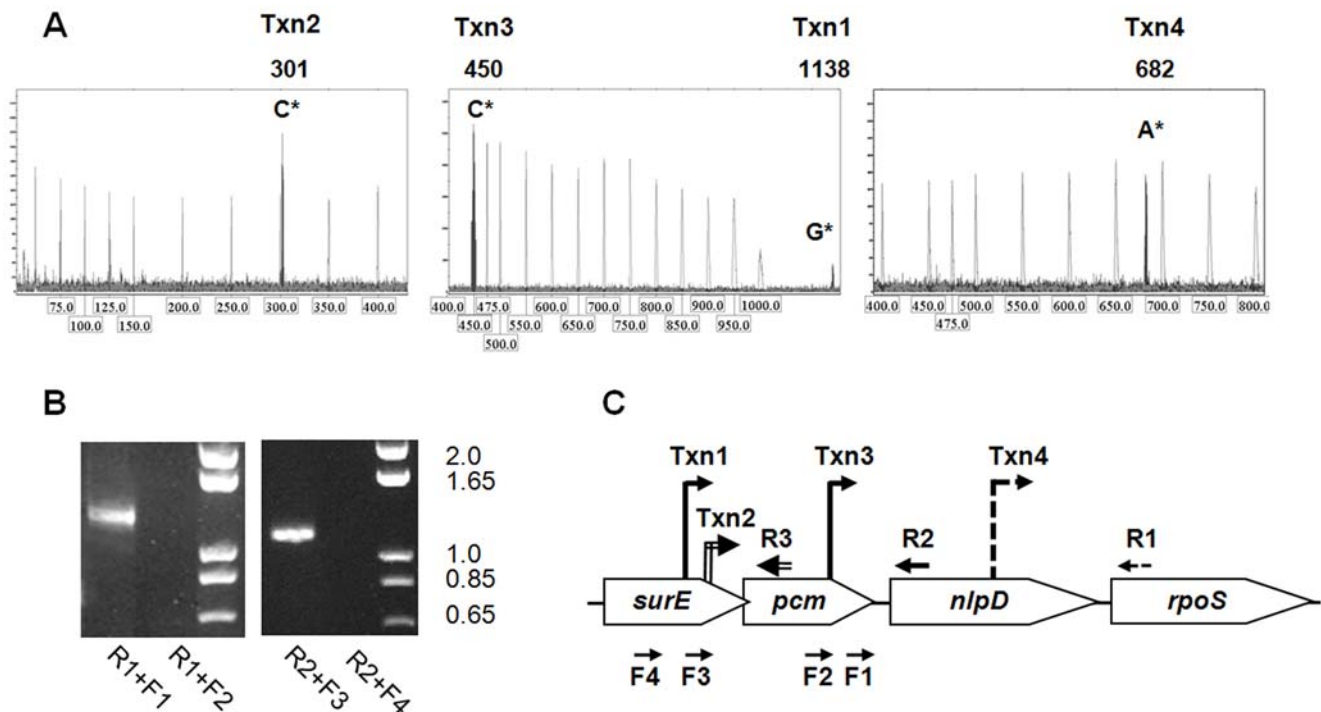 A
Txn2 Txn3 Txn1 Txn4
301 450 1138 682
C* C* G* A*
75.0 125.0 200.0 250.0 300.0 350.0 400.0
100.0 150.0
400.0 475.0 550.0 600.0 650.0 700.0 750.0 800.0 850.0 900.0 950.0 1000.0
450.0 500.0
400.0 450.0 500.0 550.0 600.0 650.0 700.0 750.0 800.0
475.0
B
2.0
1.65
1.0
0.85
0.65
R1+F1 R1+F2 R2+F3 R2+F4
C
Txn1 Txn3 Txn4
Txn2 R3 R2 R1
surE pcm nlpD rpoS
F4 F3 F2 F1